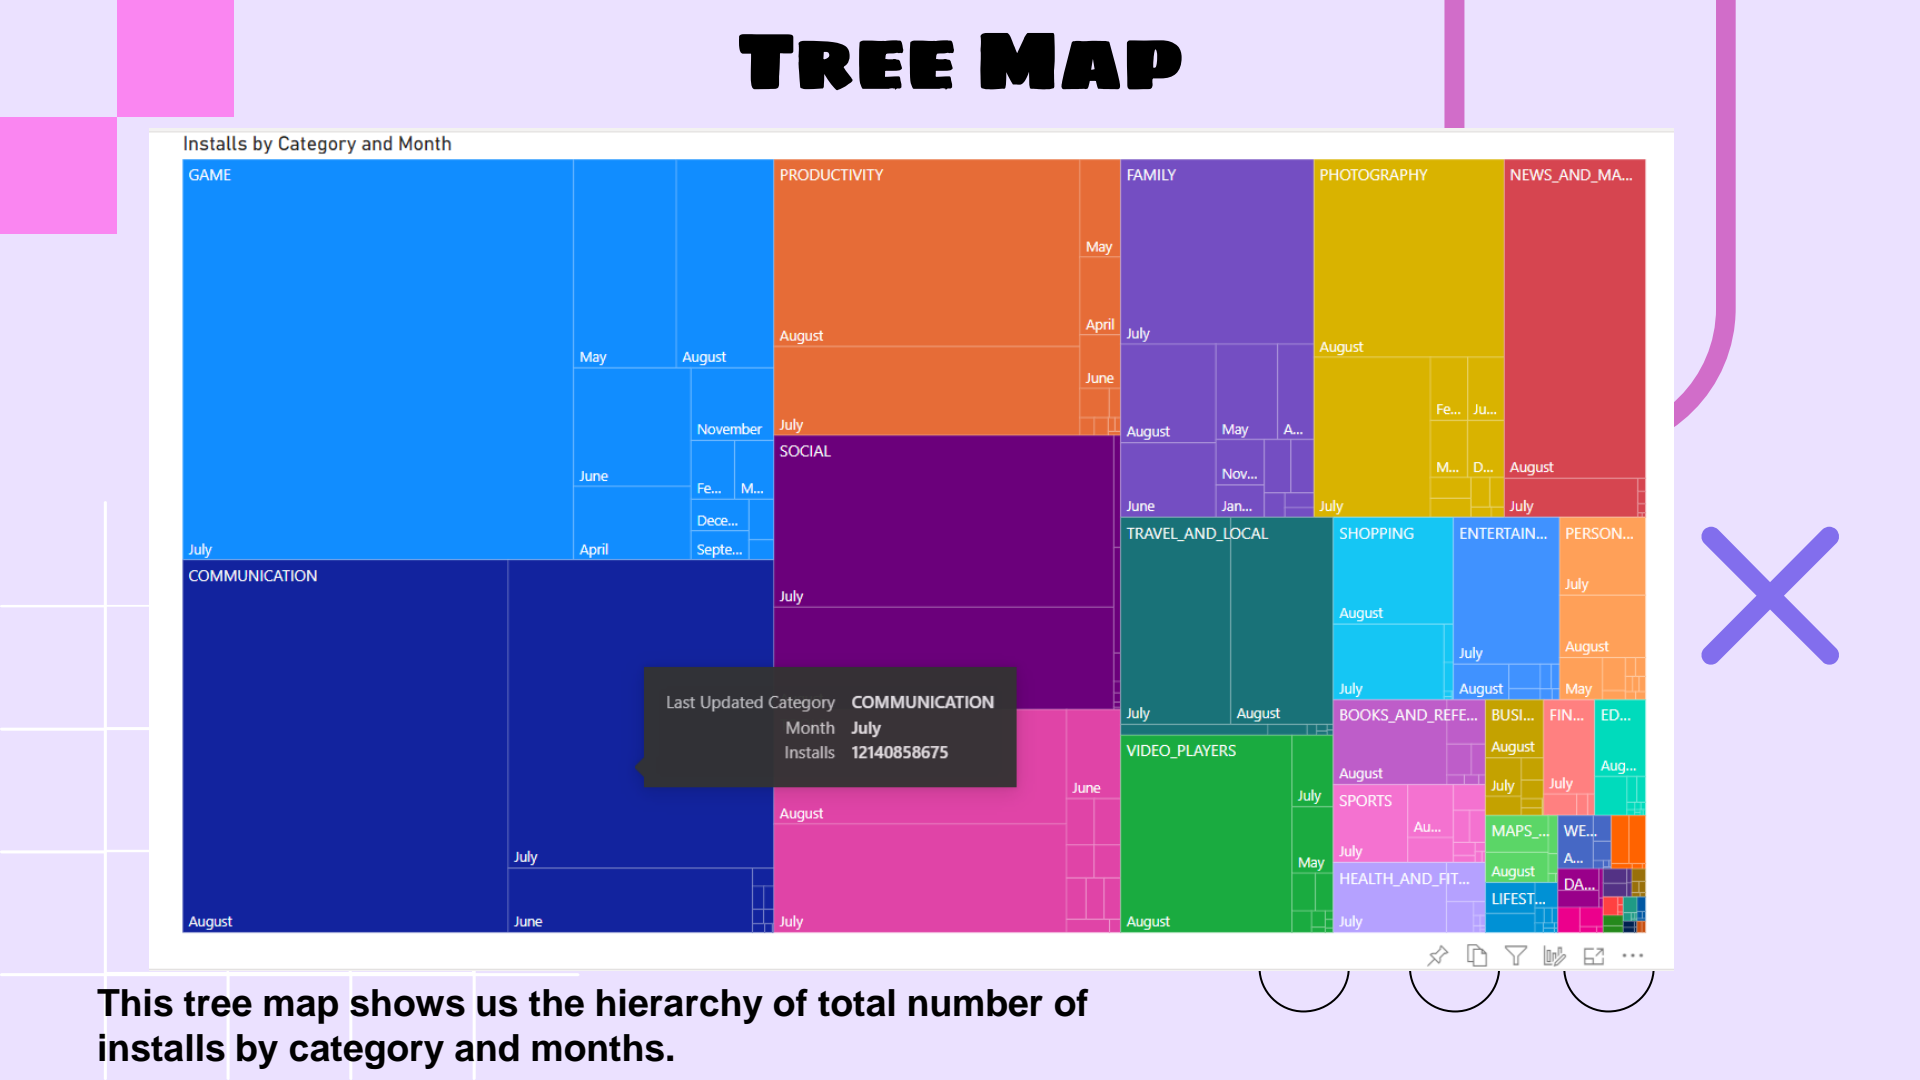 Tree Map
Installs by Category and Month
GAME
July
May
August
June
April
November
Fe...
M...
Dece...
Septe...
COMMUNICATION
August
July
June
PRODUCTIVITY
August
July
May
April
June
SOCIAL
July
Last Updated Category COMMUNICATION
Month July
Installs 12140858675
August
July
June
FAMILY
July
August
June
May
A...
Nov...
Jan...
PHOTOGRAPHY
August
July
Fe...
Ju...
M...
D...
NEWS_AND_MA...
August
July
TRAVEL_AND_LOCAL
July
August
VIDEO_PLAYERS
August
July
May
SHOPPING
August
July
ENTERTAIN...
July
August
PERSON...
July
August
May
BOOKS_AND_REFE...
August
SPORTS
July
Au...
HEALTH_AND_FIT...
July
BUSI...
August
July
FIN...
July
ED...
Aug...
MAPS_...
August
LIFEST...
WE...
A...
DA...
This tree map shows us the hierarchy of total number of
installs by category and months.